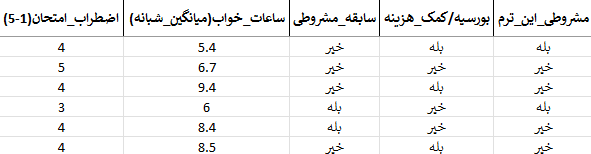 مشروطی_این_ترم بورسیه/کمک_هزینه سابقه_مشروطی ساعات_خواب(میانگین_شبانه) اضطراب_امتحان(1-5)
بله بله خیر 5.4 4
خیر خیر خیر 6.7 5
خیر بله خیر 9.4 4
بله خیر بله 6 3
خیر خیر بله 8.4 4
خیر بله خیر 8.5 4